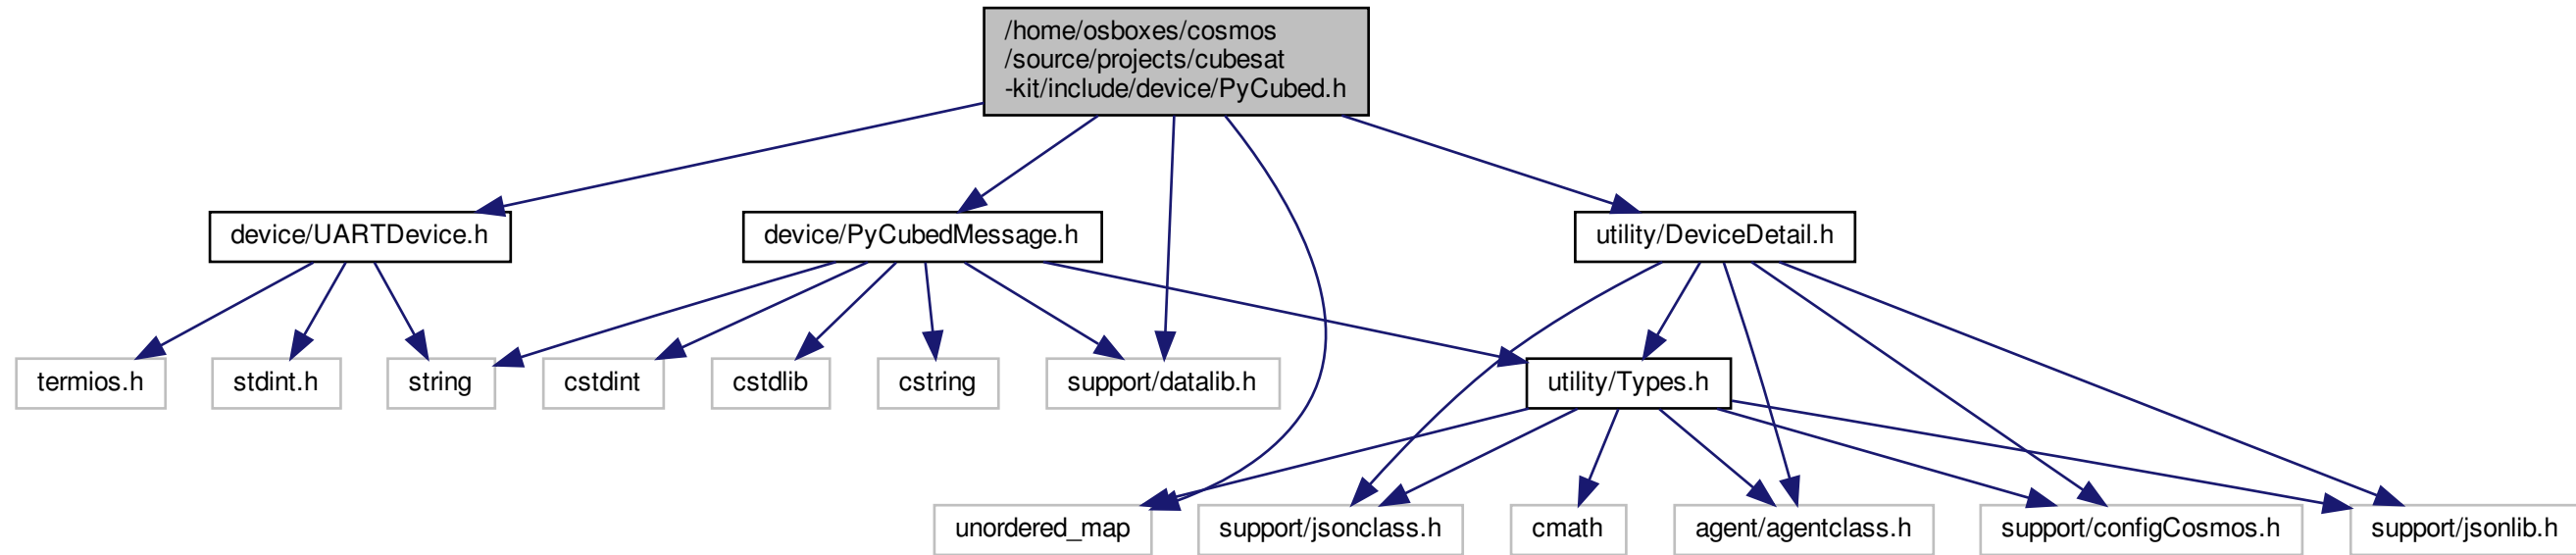 /home/osboxes/cosmos
/source/projects/cubesat
-kit/include/device/PyCubed.h
device/UARTDevice.h
device/PyCubedMessage.h
utility/DeviceDetail.h
termios.h
stdint.h
string
cstdint
cstdlib
cstring
support/datalib.h
utility/Types.h
unordered_map
support/jsonclass.h
cmath
agent/agentclass.h
support/configCosmos.h
support/jsonlib.h